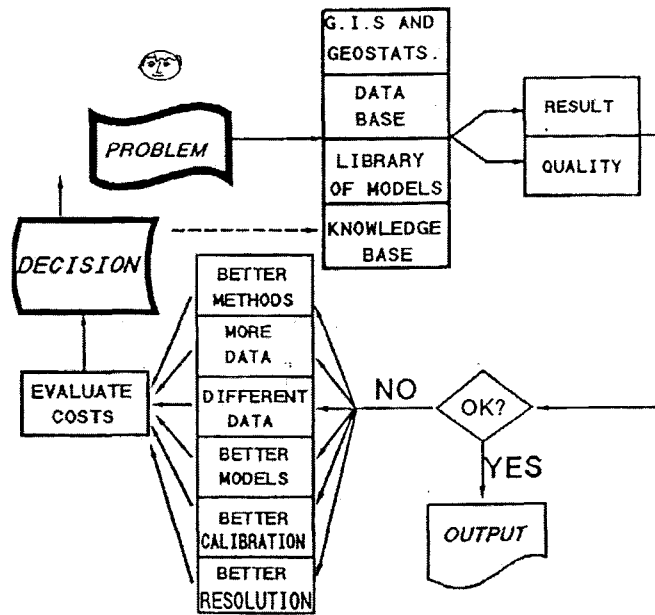 G.I.S AND
GEOSTATS.
DATA
BASE
LIBRARY
OF MODELS
KNOWLEDGE
BASE
PROBLEM
RESULT
QUALITY
DECISION
BETTER
METHODS
MORE
DATA
DIFFERENT
DATA
BETTER
MODELS
BETTER
CALIBRATION
BETTER
RESOLUTION
EVALUATE
COSTS
NO
OK?
YES
OUTPUT